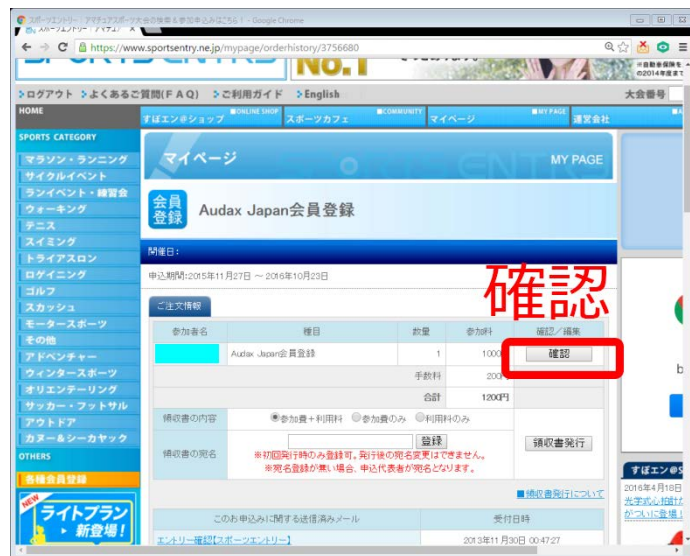 スポーツエントリー｜アマチュアスポーツ大会の検索&参加申込みはこちら! - Google Chrome
https://www.sportsentry.ne.jp/mypage/orderhistory/3756680
No.1
>ログアウト >よくあるご質問(FAQ) >ご利用ガイド >English 大会番号
HOME
すぽエン@ショップ
ONLINE SHOP
スポーツカフェ
COMMUNITY
マイページ
MY PAGE
運営会社
SPORTS CATEGORY
マラソン・ランニング
サイクルイベント
ランイベント・練習会
ウォーキング
テニス
スイミング
トライアスロン
ロゲイニング
ゴルフ
スカッシュ
モータースポーツ
その他
アドベンチャー
ウィンタースポーツ
オリエンテーリング
サッカー・フットサル
アウトドア
カヌー&シーカヤック
OTHERS
各種会員登録
NEW
ライトプラン
新登場!
マイページ
MY PAGE
会員登録 Audax Japan会員登録
開催日:
申込期間:2015年11月27日 ～ 2016年10月23日
確認
ご注文情報
参加者名 種目 数量 参加料 確認/編集
Audax Japan会員登録 1 1000 確認
手数料 200円
合計 1200円
領収書の内容 参加費+利用料 参加費のみ 利用料のみ
領収書の宛名 登録 領収書発行
※初回発行時のみ登録可。発行後の宛名変更はできません。
※宛名登録が無い場合、申込代表者が宛名となります。
■領収書発行について
このお申込みに関する送信済みメール 受付日時
エントリー確認【スポーツエントリー】 2013年11月30日 00:47:27
すぽエン@S
2016年4月18日
光学式心拍計が
ついに登場!